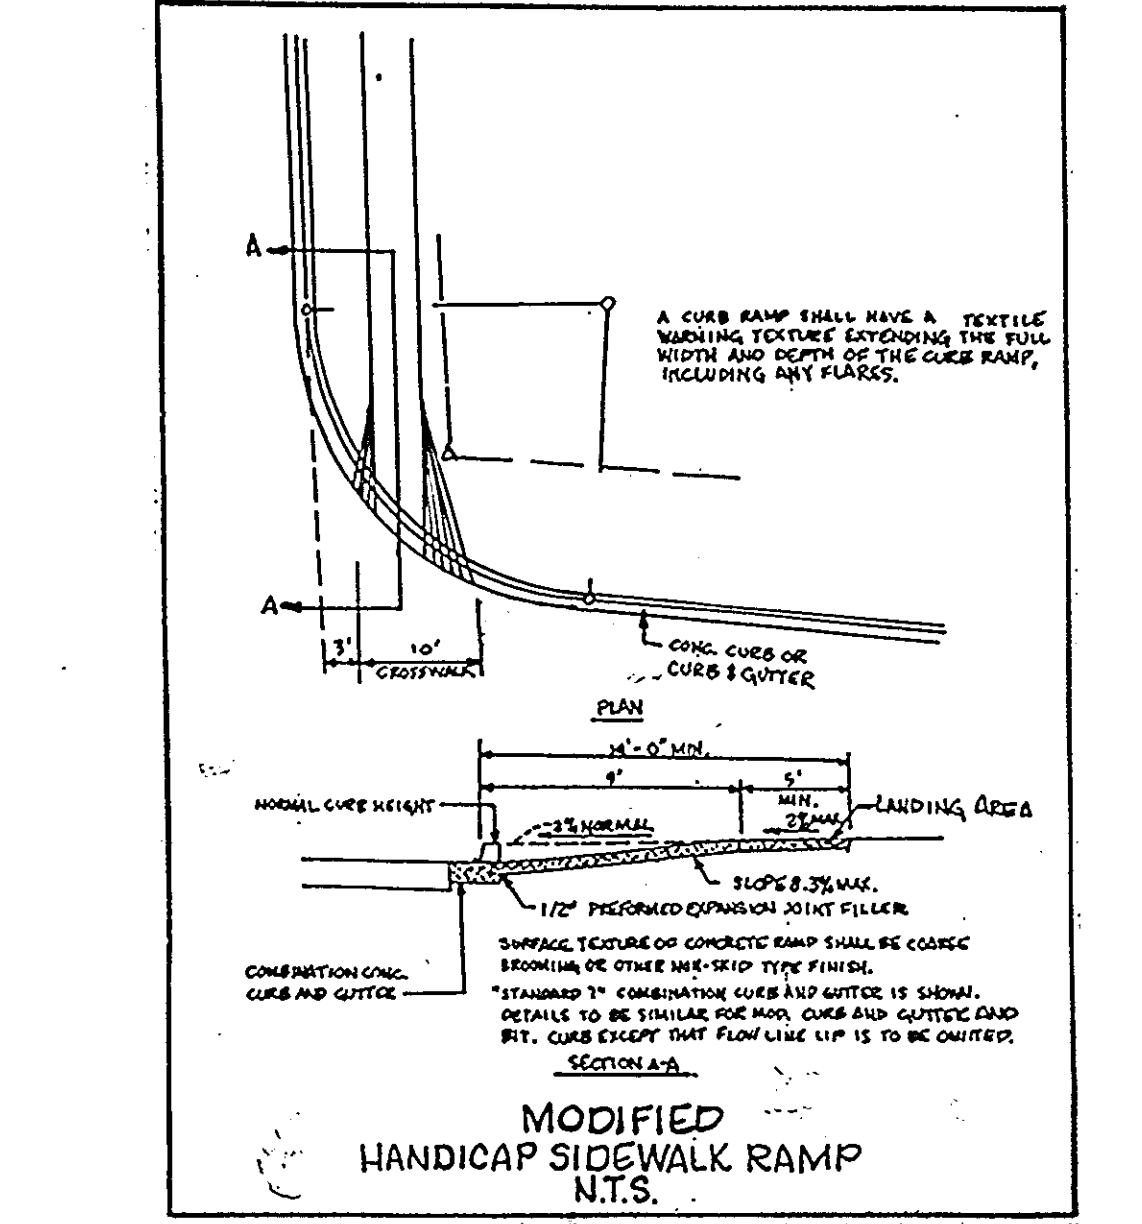 A
A CURB RAMP SHALL HAVE A TEXTILE
WARNING TEXTURE EXTENDING THE FULL
WIDTH AND DEPTH OF THE CURB RAMP,
INCLUDING ANY FLARES.
A
3'
10'
CROSSWALK
CONC. CURB OR
CURB & GUTTER
PLAN
14'-0" MIN.
9'
5'
MIN.
NORMAL CURB HEIGHT
2% NORMAL
2% MAX
LANDING AREA
SLOPE 8.3% MAX.
1/2" PREFORMED EXPANSION JOINT FILLER
SURFACE TEXTURE OF CONCRETE RAMP SHALL BE COARSE
BROOMING OR OTHER NON-SKID TYPE FINISH.
COMBINATION CONC.
CURB AND GUTTER
"STANDARD 2" COMBINATION CURB AND GUTTER IS SHOWN.
DETAILS TO BE SIMILAR FOR MOD. CURB AND GUTTER AND
BIT. CURB EXCEPT THAT FLOW LINE LIP IS TO BE OMITTED.
SECTION A-A
MODIFIED
HANDICAP SIDEWALK RAMP
N.T.S.